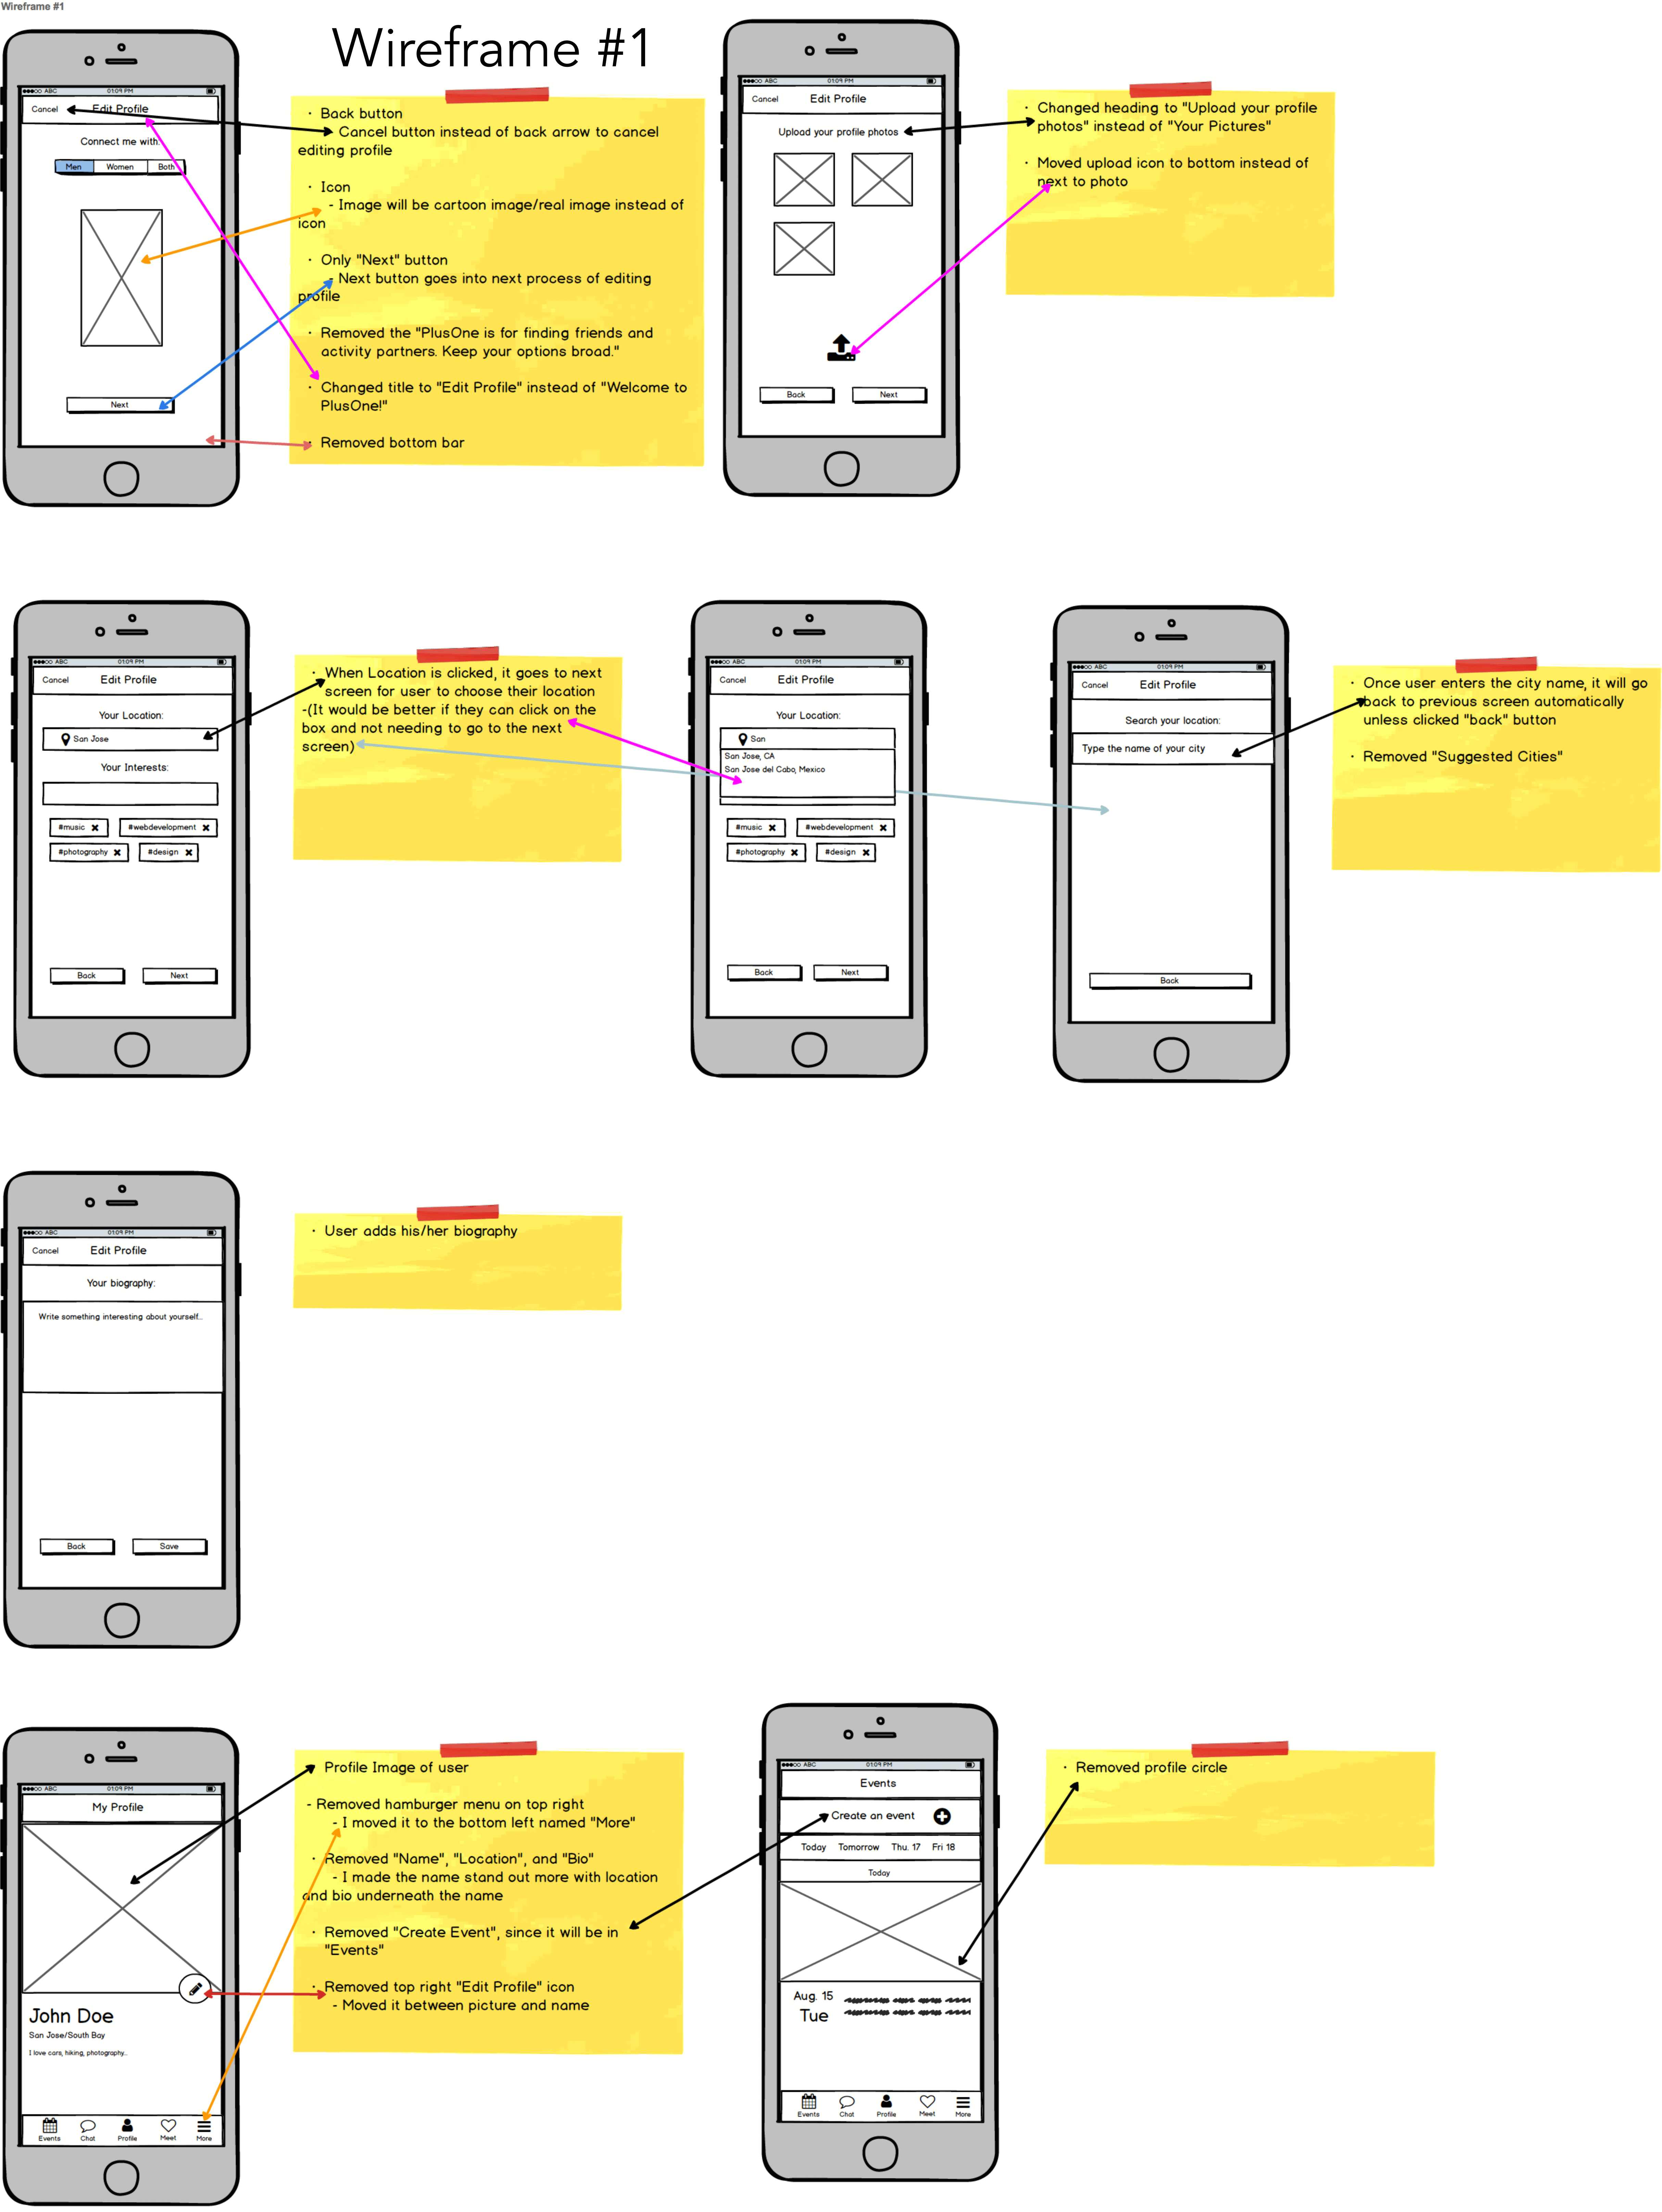 Wireframe #1
Wireframe #1
●●●○○ ABC 01:09 PM
Cancel Edit Profile
Connect me with:
Men Women Both
Next
· Back button
- Cancel button instead of back arrow to cancel
editing profile
· Icon
- Image will be cartoon image/real image instead of
icon
· Only "Next" button
- Next button goes into next process of editing
profile
· Removed the "PlusOne is for finding friends and
activity partners. Keep your options broad."
· Changed title to "Edit Profile" instead of "Welcome to
PlusOne!"
· Removed bottom bar
●●●○○ ABC 01:09 PM
Cancel Edit Profile
Upload your profile photos
Back Next
· Changed heading to "Upload your profile
photos" instead of "Your Pictures"
· Moved upload icon to bottom instead of
next to photo
●●●○○ ABC 01:09 PM
Cancel Edit Profile
Your Location:
San Jose
Your Interests:
#music #webdevelopment
#photography #design
Back Next
· When Location is clicked, it goes to next
screen for user to choose their location
-(It would be better if they can click on the
box and not needing to go to the next
screen)
●●●○○ ABC 01:09 PM
Cancel Edit Profile
Your Location:
San
San Jose, CA
San Jose del Cabo, Mexico
#music #webdevelopment
#photography #design
Back Next
●●●○○ ABC 01:09 PM
Cancel Edit Profile
Search your location:
Type the name of your city
Back
· Once user enters the city name, it will go
back to previous screen automatically
unless clicked "back" button
· Removed "Suggested Cities"
●●●○○ ABC 01:09 PM
Cancel Edit Profile
Your biography:
Write something interesting about yourself...
Back Save
· User adds his/her biography
●●●○○ ABC 01:09 PM
My Profile
John Doe
San Jose/South Bay
I love cars, hiking, photography...
Events Chat Profile Meet More
· Profile Image of user
- Removed hamburger menu on top right
- I moved it to the bottom left named "More"
· Removed "Name", "Location", and "Bio"
- I made the name stand out more with location
and bio underneath the name
· Removed "Create Event", since it will be in
"Events"
· Removed top right "Edit Profile" icon
- Moved it between picture and name
●●●○○ ABC 01:09 PM
Events
Create an event
Today Tomorrow Thu. 17 Fri 18
Today
Aug. 15
Tue
Events Chat Profile Meet More
· Removed profile circle